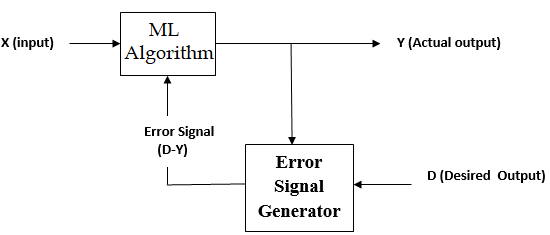 X (input)
ML
Algorithm
Y (Actual output)
Error Signal
(D-Y)
Error
Signal
Generator
D (Desired Output)